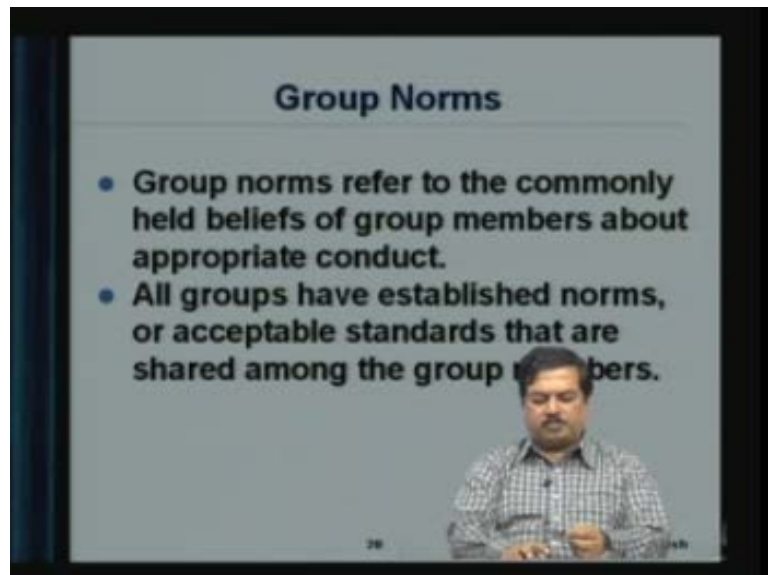 Group Norms
Group norms refer to the commonly
held beliefs of group members about
appropriate conduct.
All groups have established norms,
or acceptable standards that are
shared among the group